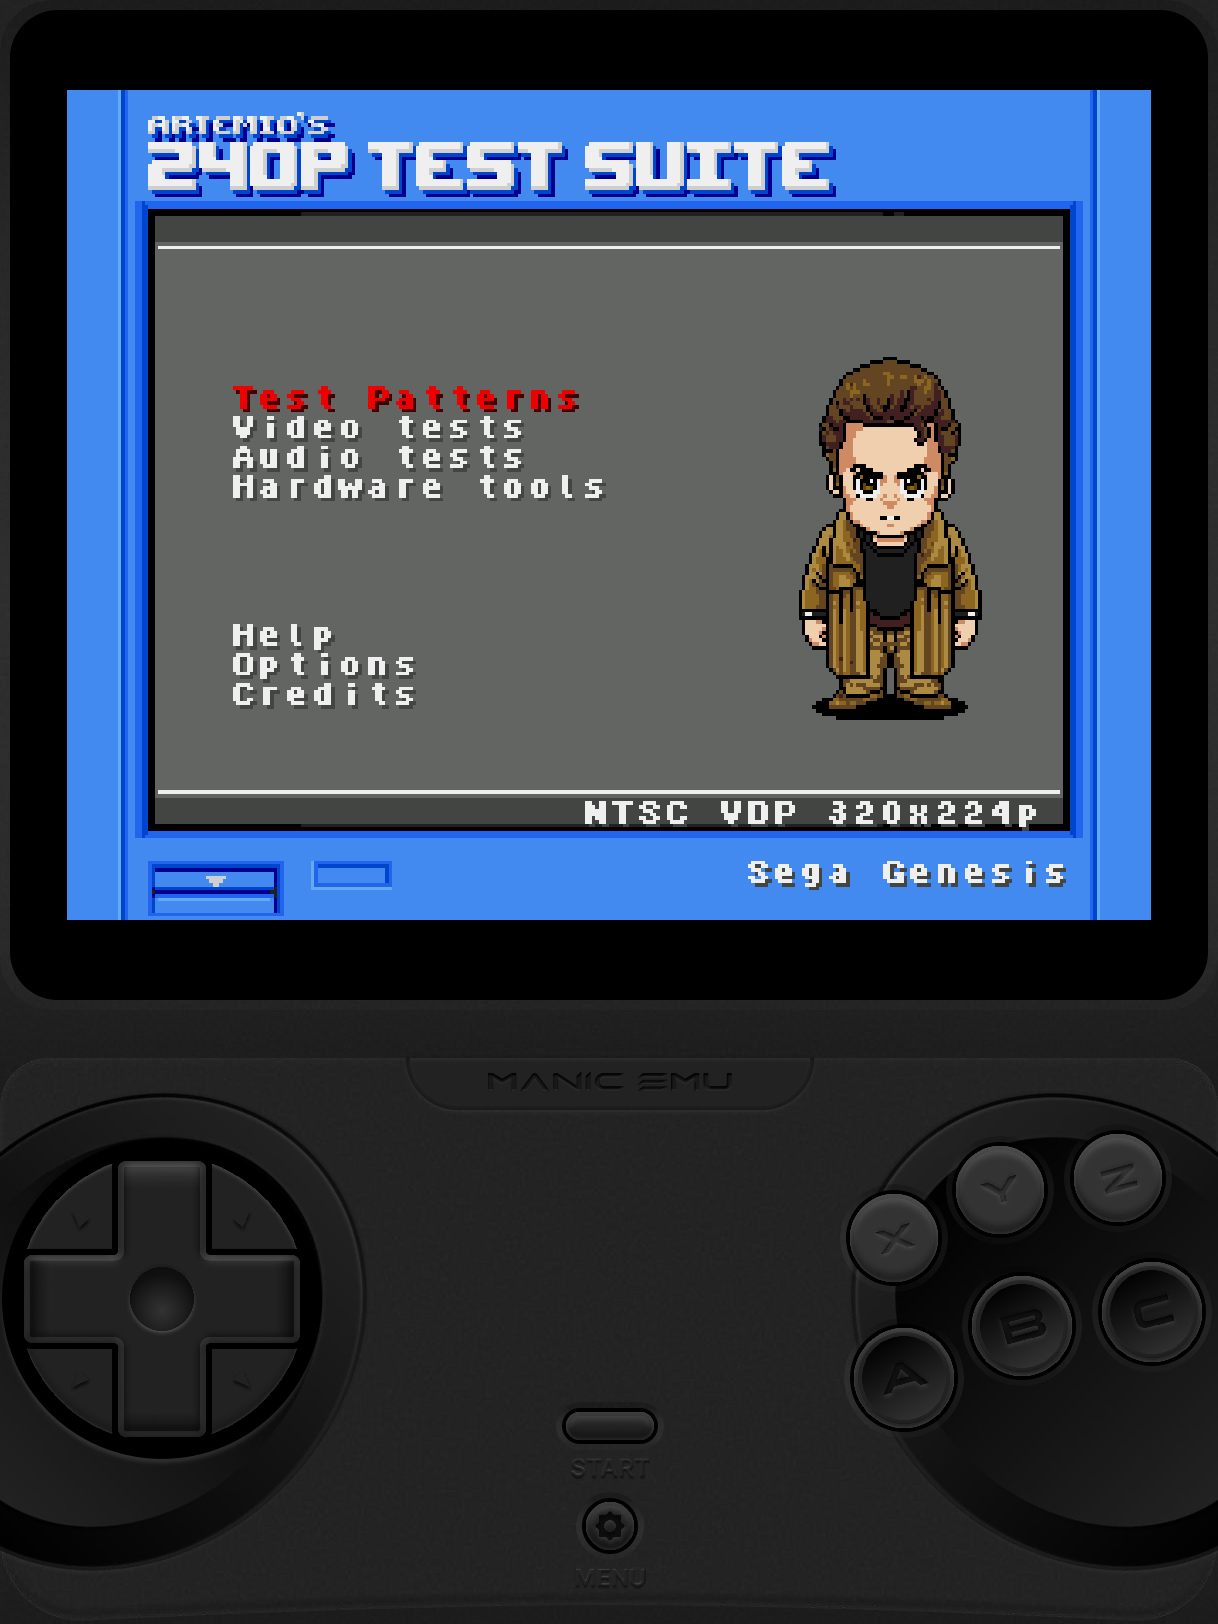 ARTEMIO'S
240P TEST SUITE
Test Patterns
Video tests
Audio tests
Hardware tools
Help
Options
Credits
NTSC VDP 320x224p
Sega Genesis
MANIC EMU
X Y Z
A B C
START
MENU